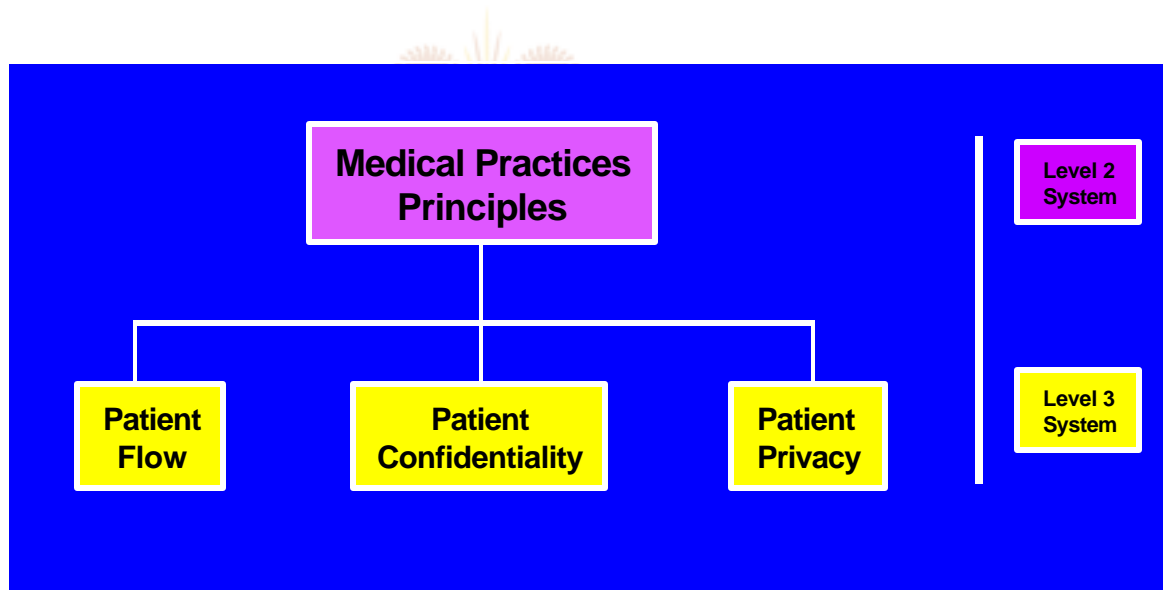 Medical Practices
Principles
Level 2
System
Patient
Flow
Patient
Confidentiality
Patient
Privacy
Level 3
System